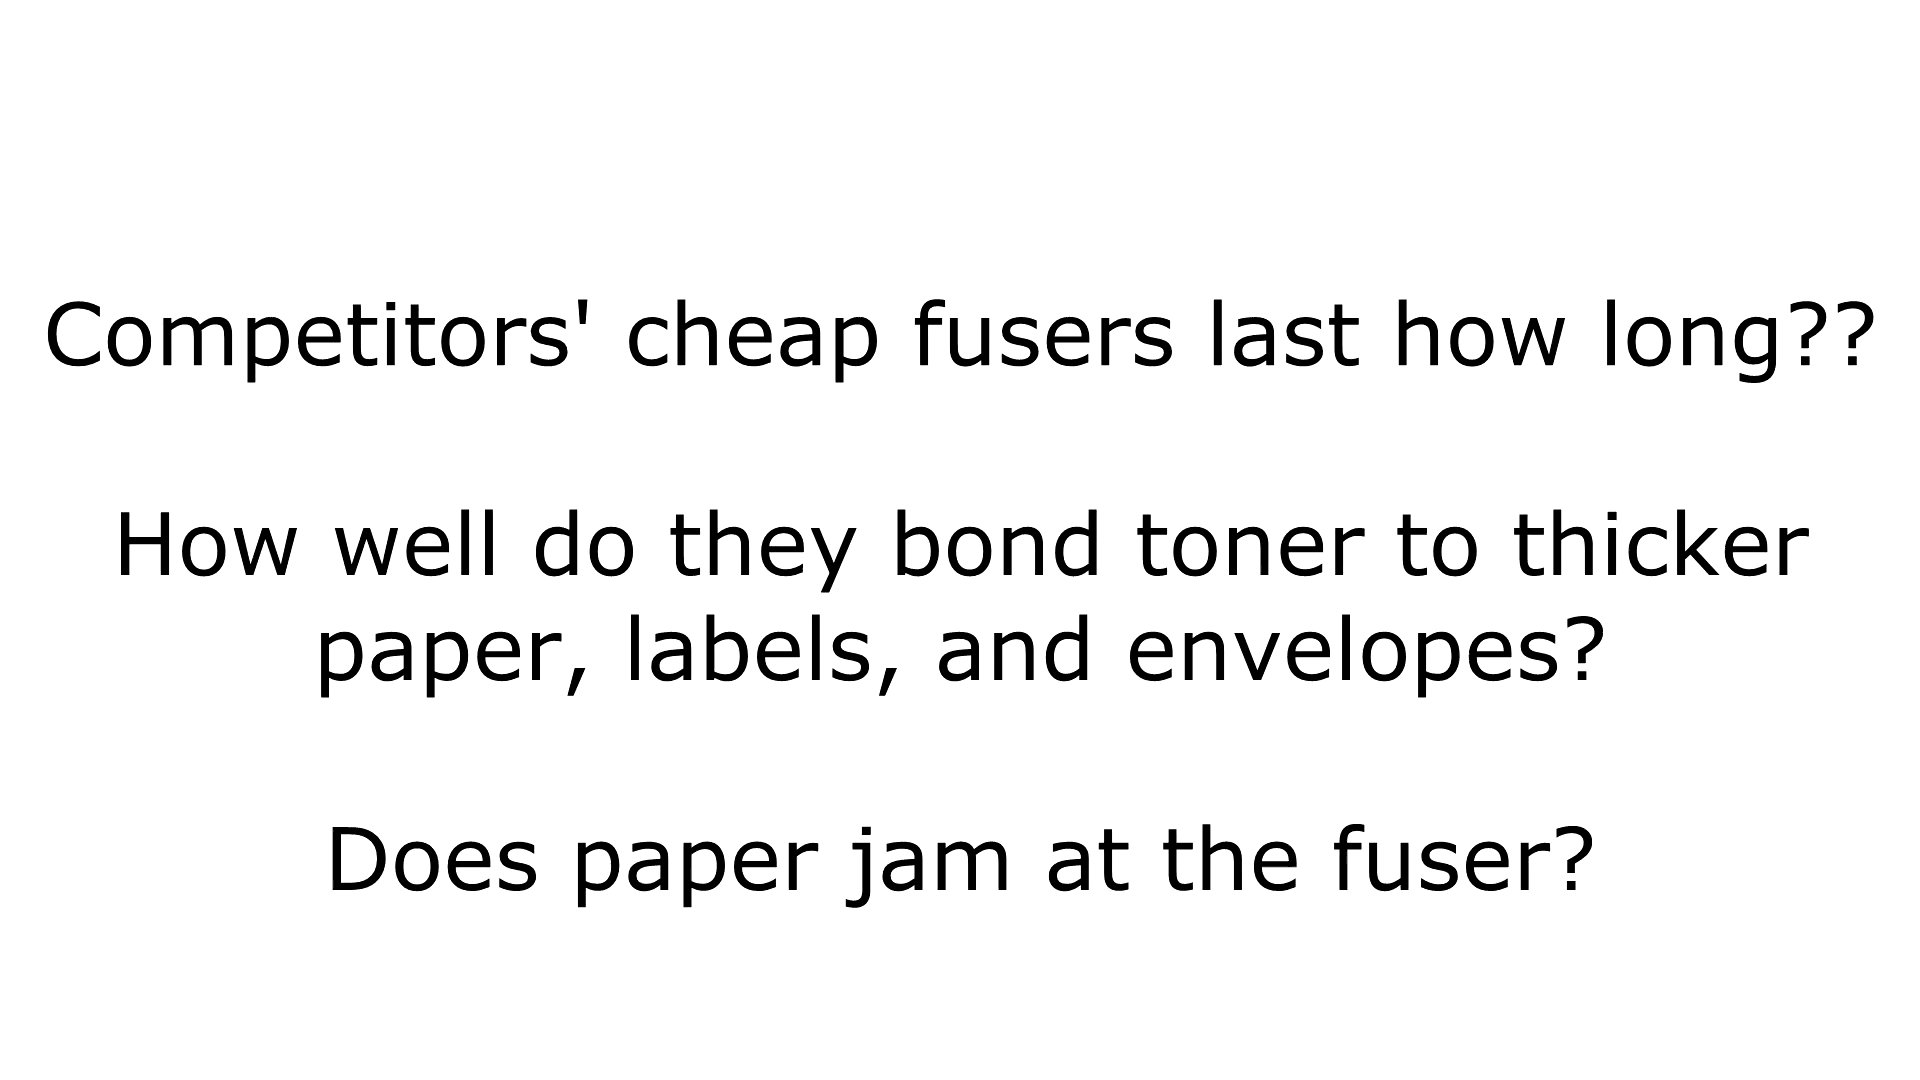 Competitors' cheap fusers last how long??
How well do they bond toner to thicker
paper, labels, and envelopes?
Does paper jam at the fuser?